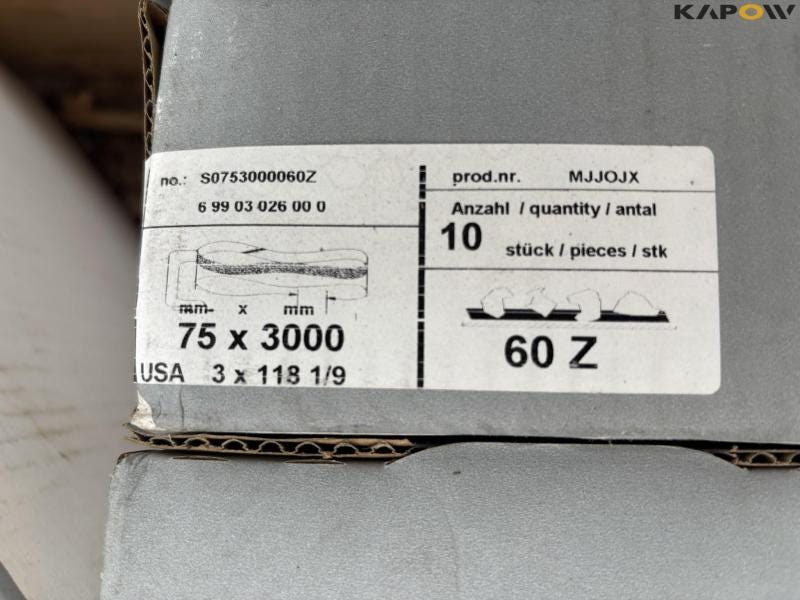 KAPOW
no.: S0753000060Z
6 99 03 026 00 0
mm x mm
75 x 3000
USA 3 x 118 1/9
prod.nr. MJJOJX
Anzahl / quantity / antal
10 stück / pieces / stk
60 Z